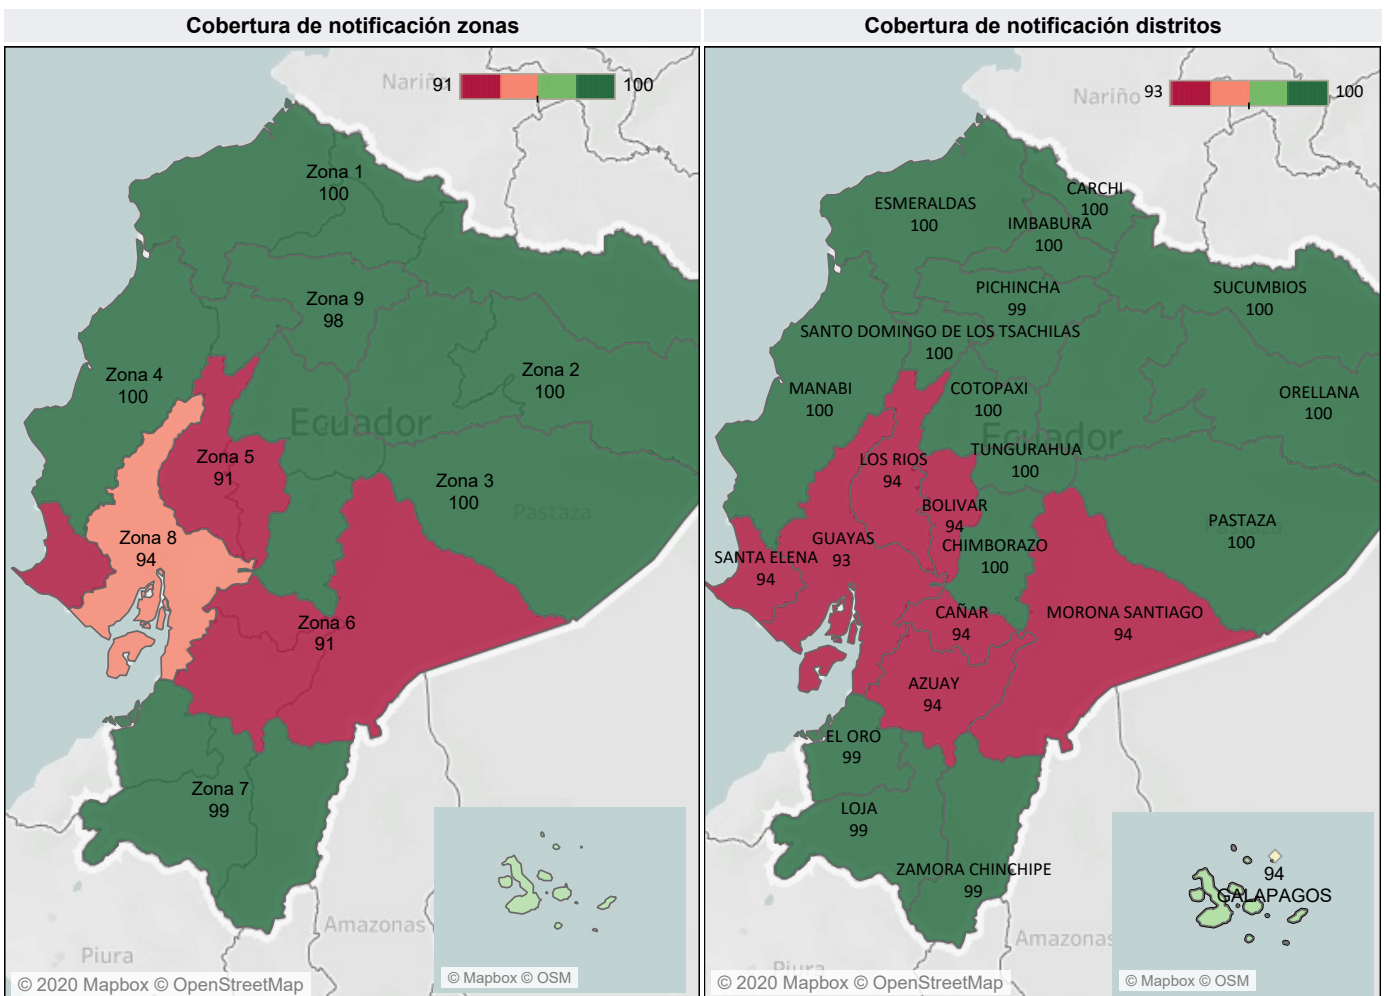 Cobertura de notificación zonas
Nariño
91
100
Zona 1
100
Zona 9
98
Zona 2
100
Zona 4
100
Ecuador
Zona 5
91
Zona 3
100
Pastaza
Zona 8
94
Zona 6
91
Zona 7
99
Amazonas
Piura
© 2020 Mapbox © OpenStreetMap
© Mapbox © OSM
Cobertura de notificación distritos
Nariño
93
100
CARCHI
100
ESMERALDAS
100
IMBABURA
100
PICHINCHA
99
SUCUMBIOS
100
SANTO DOMINGO DE LOS TSACHILAS
100
MANABI
100
COTOPAXI
100
ORELLANA
100
Ecuador
TUNGURAHUA
100
LOS RIOS
94
BOLIVAR
94
PASTAZA
100
GUAYAS
93
CHIMBORAZO
100
SANTA ELENA
94
CAÑAR
94
MORONA SANTIAGO
94
AZUAY
94
EL ORO
99
LOJA
99
ZAMORA CHINCHIPE
99
94
GALAPAGOS
Amazonas
Piura
© 2020 Mapbox © OpenStreetMap
© Mapbox © OSM